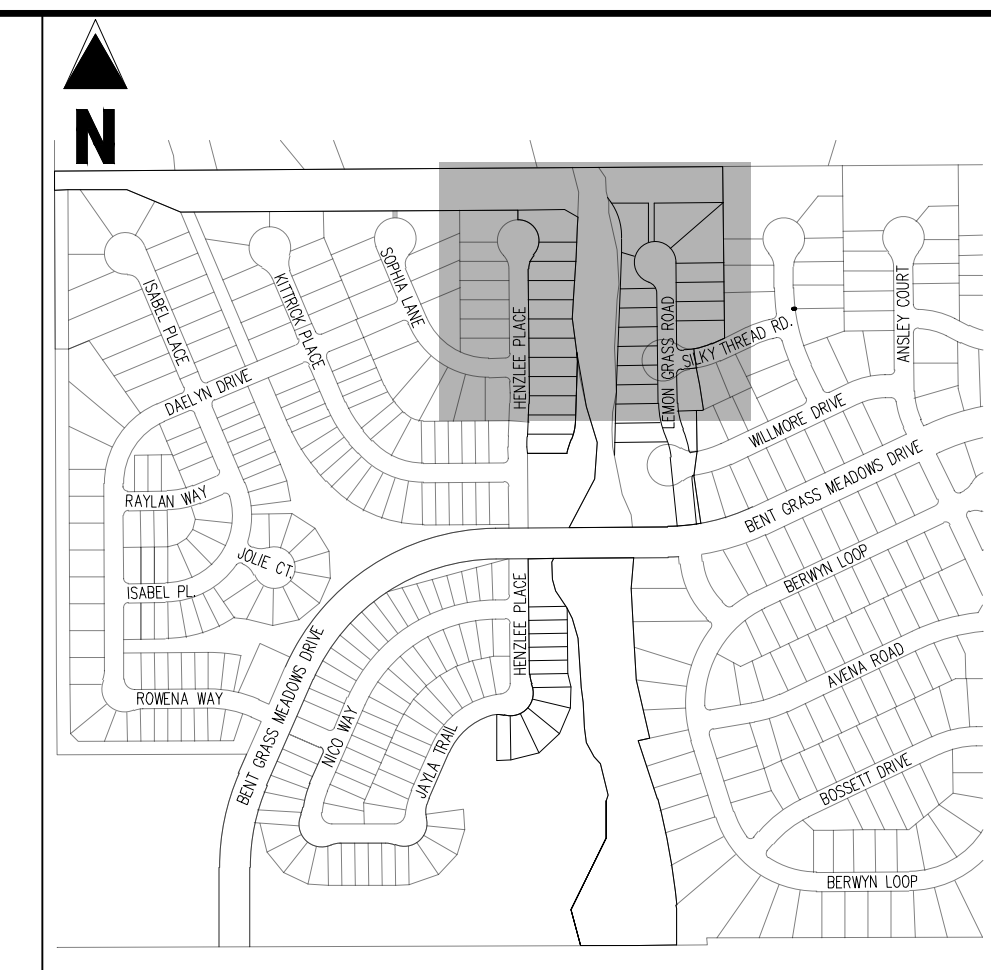 N
ISABEL PLACE
KITTRICK PLACE
SOPHIA LANE
HENZLEE PLACE
LEMON GRASS ROAD
SILKY THREAD RD.
ANSLEY COURT
DAELYN DRIVE
WILLMORE DRIVE
BENT GRASS MEADOWS DRIVE
RAYLAN WAY
JOLIE CT.
BERWYN LOOP
ISABEL PL.
HENZLEE PLACE
AVENA ROAD
ROWENA WAY
BENT GRASS MEADOWS DRIVE
NICO WAY
JAYLA TRAIL
BOSSETT DRIVE
BERWYN LOOP